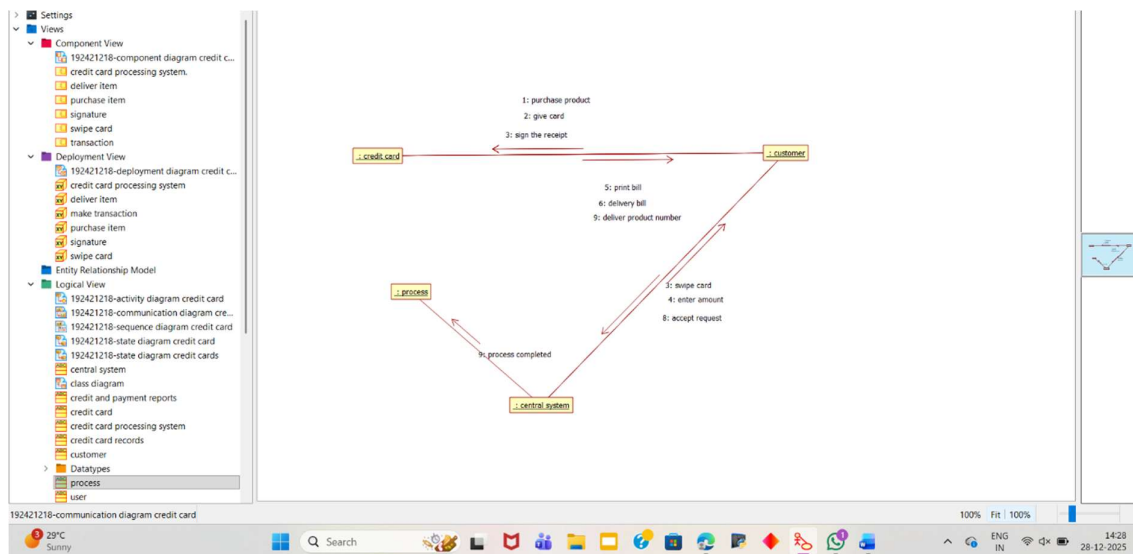 Settings
Views
Component View
192421218-component diagram credit c...
credit card processing system.
deliver item
purchase item
signature
swipe card
transaction
Deployment View
192421218-deployment diagram credit c...
credit card processing system
deliver item
make transaction
purchase item
signature
swipe card
Entity Relationship Model
Logical View
192421218-activity diagram credit card
192421218-communication diagram cre...
192421218-sequence diagram credit card
192421218-state diagram credit card
192421218-state diagram credit cards
central system
class diagram
credit and payment reports
credit card
credit card processing system
credit card records
customer
Datatypes
process
user
1: purchase product
2: give card
3: sign the receipt
: credit card
: customer
5: print bill
6: delivery bill
9: deliver product number
: process
3: swipe card
4: enter amount
8: accept request
9: process completed
: central system
192421218-communication diagram credit card
100% Fit 100%
3
29°C
Sunny
Search
1
ENG
IN
14:28
28-12-2025